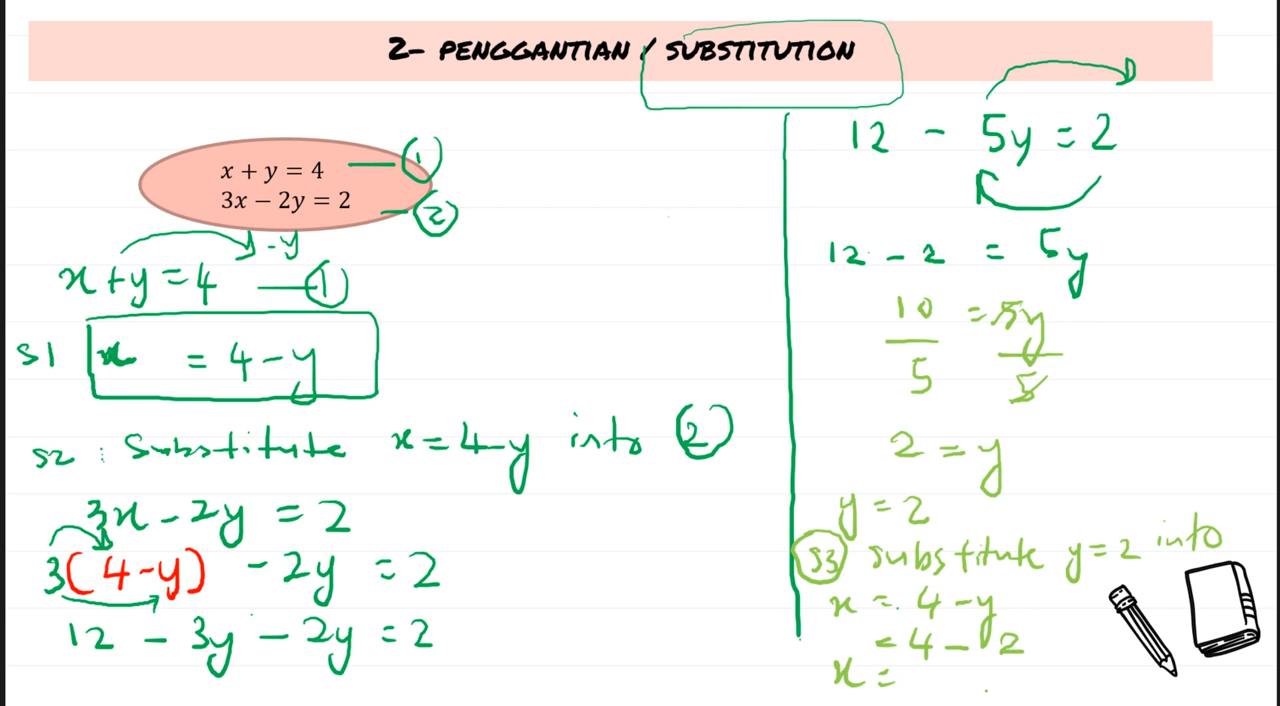 2- PENGGANTIAN / SUBSTITUTION
x + y = 4 — ①
3x − 2y = 2 — ②
-y
x + y = 4 — ①
S1 x = 4 - y
S2 : Substitute x = 4 - y into ②
3x - 2y = 2
3(4 - y) - 2y = 2
12 - 3y - 2y = 2
12 - 5y = 2
12 - 2 = 5y
10 = 5y
5 5
2 = y
y = 2
S3 substitute y = 2 into
x = 4 - y
= 4 - 2
x =